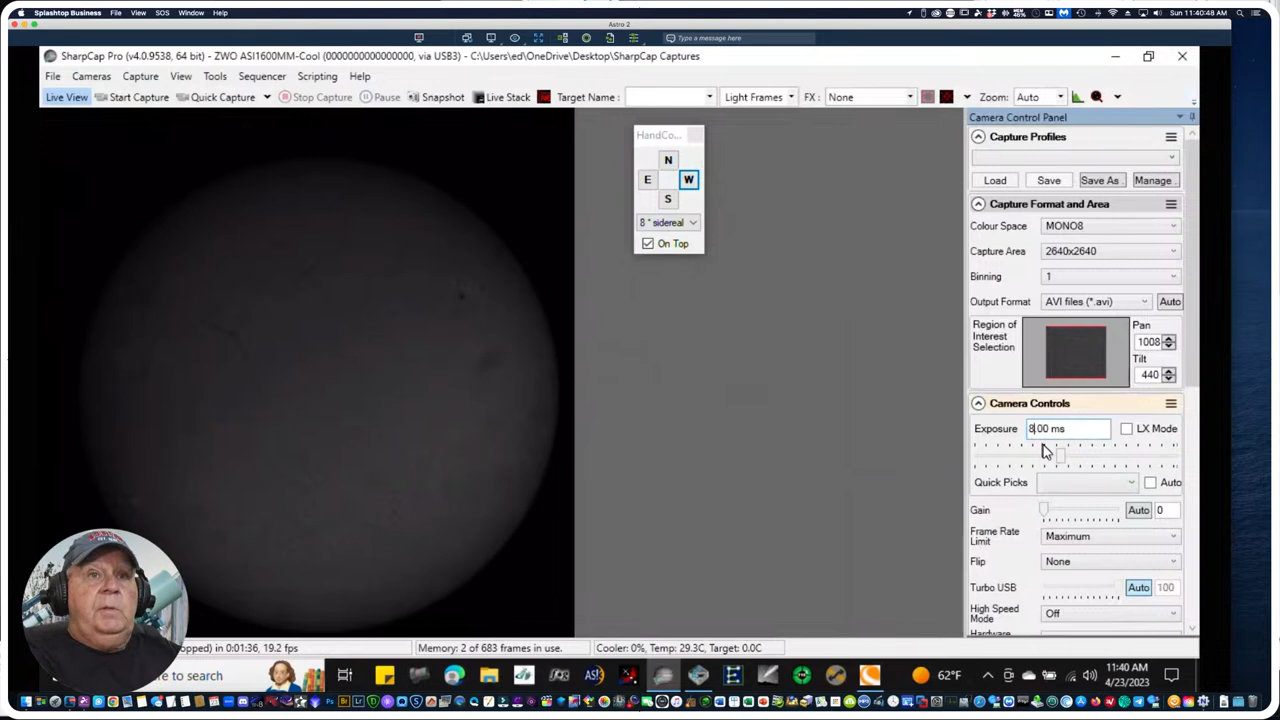 Splashtop Business File View SOS Window Help
Sun 11:40:48 AM
Astro 2
Type a message here
SharpCap Pro (v4.0.9538, 64 bit) - ZWO ASI1600MM-Cool (0000000000000000, via USB3) - C:\Users\ed\OneDrive\Desktop\SharpCap Captures
File Cameras Capture View Tools Sequencer Scripting Help
Live View Start Capture Quick Capture Stop Capture Pause Snapshot Live Stack Target Name : Light Frames FX : None Zoom: Auto
HandCo...
N
E W
S
8 * sidereal
On Top
Camera Control Panel
Capture Profiles
Load Save Save As . Manage .
Capture Format and Area
Colour Space MONO8
Capture Area 2640x2640
Binning 1
Output Format AVI files (*.avi) Auto
Region of Interest Selection
Pan
1008
Tilt
440
Camera Controls
Exposure 8.00 ms LX Mode
Quick Picks Auto
Gain Auto 0
Frame Rate Limit Maximum
Flip None
Turbo USB Auto 100
High Speed Mode Off
Hardware
opped) in 0:01:36, 19.2 fps Memory: 2 of 683 frames in use. Cooler: 0%, Temp: 29.3C, Target: 0.0C
re to search
62°F
11:40 AM
4/23/2023